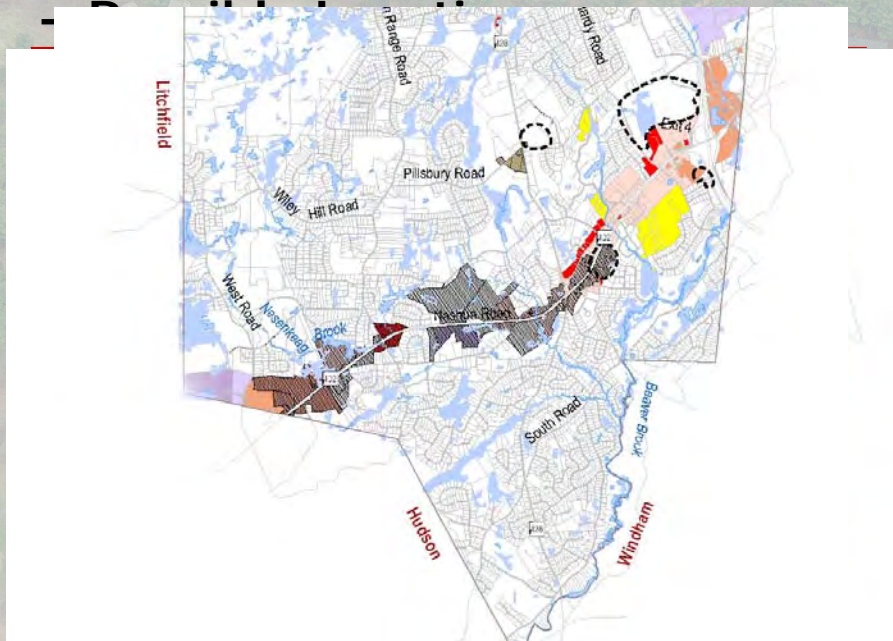 Range Road
Litchfield
Exit 4
Pillsbury Road
Wiley
Hill Road
West Road
Nesenkeag
Brook
Nashua Road
South Road
Beaver Brook
Hudson
Windham